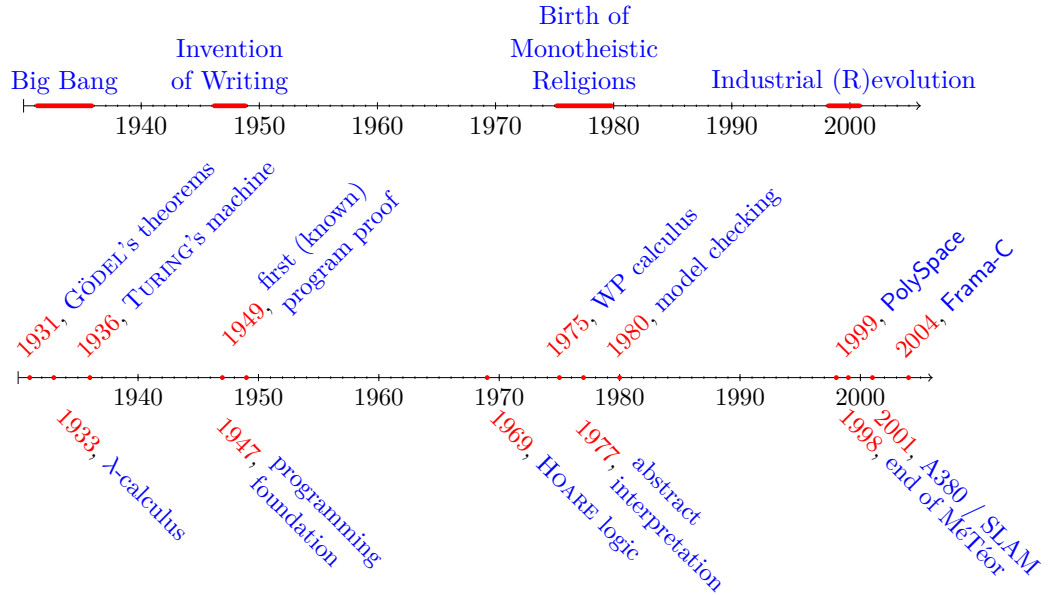 Birth of
Invention Monotheistic
Big Bang of Writing Religions Industrial (R)evolution
1940 1950 1960 1970 1980 1990 2000
1931, GÖDEL's theorems
1936, TURING's machine
1949, first (known)
program proof
1975, WP calculus
1980, model checking
1999, PolySpace
2004, Frama-C
1940 1950 1960 1970 1980 1990 2000
1933, λ-calculus
1947, programming
foundation
1969, HOARE logic
1977, abstract
interpretation
1998, end of MéTéor
2001, A380 / SLAM